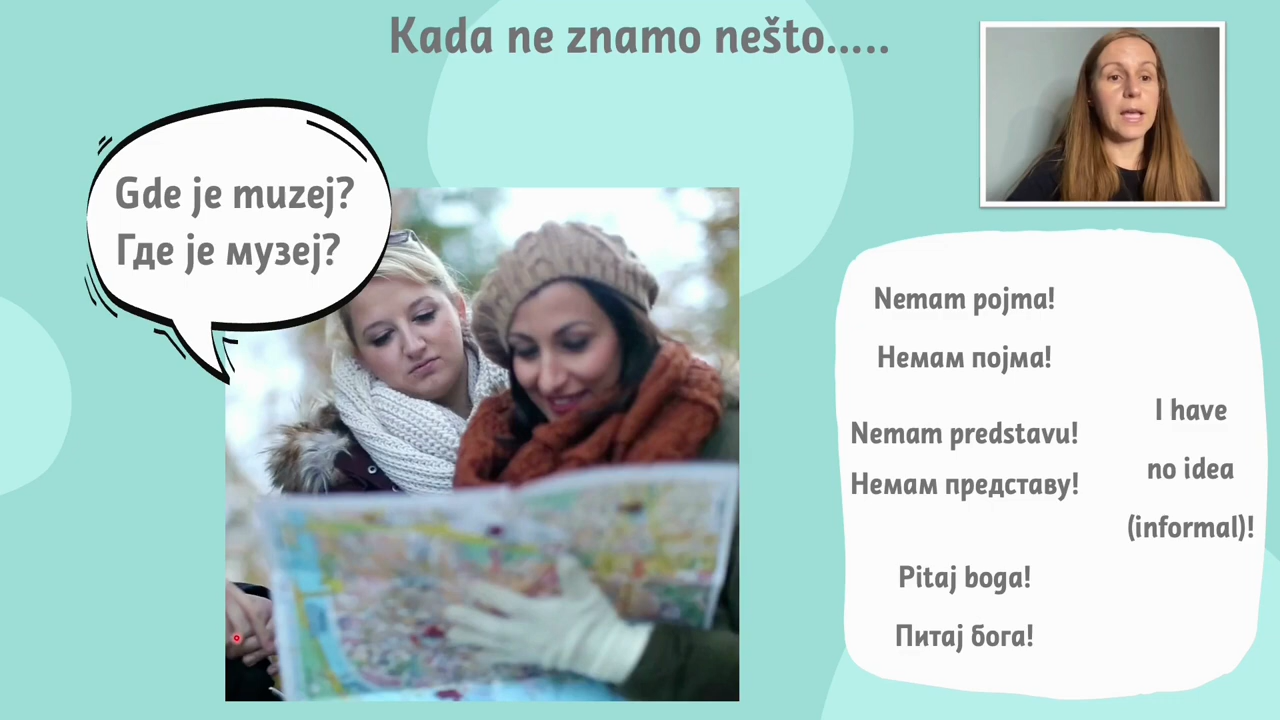 Kada ne znamo nešto.....
Gde je muzej?
Где је музеј?
Nemam pojma!
Немам појма!
Nemam predstavu!
Немам представу!
Pitaj boga!
Питај бога!
I have
no idea
(informal)!